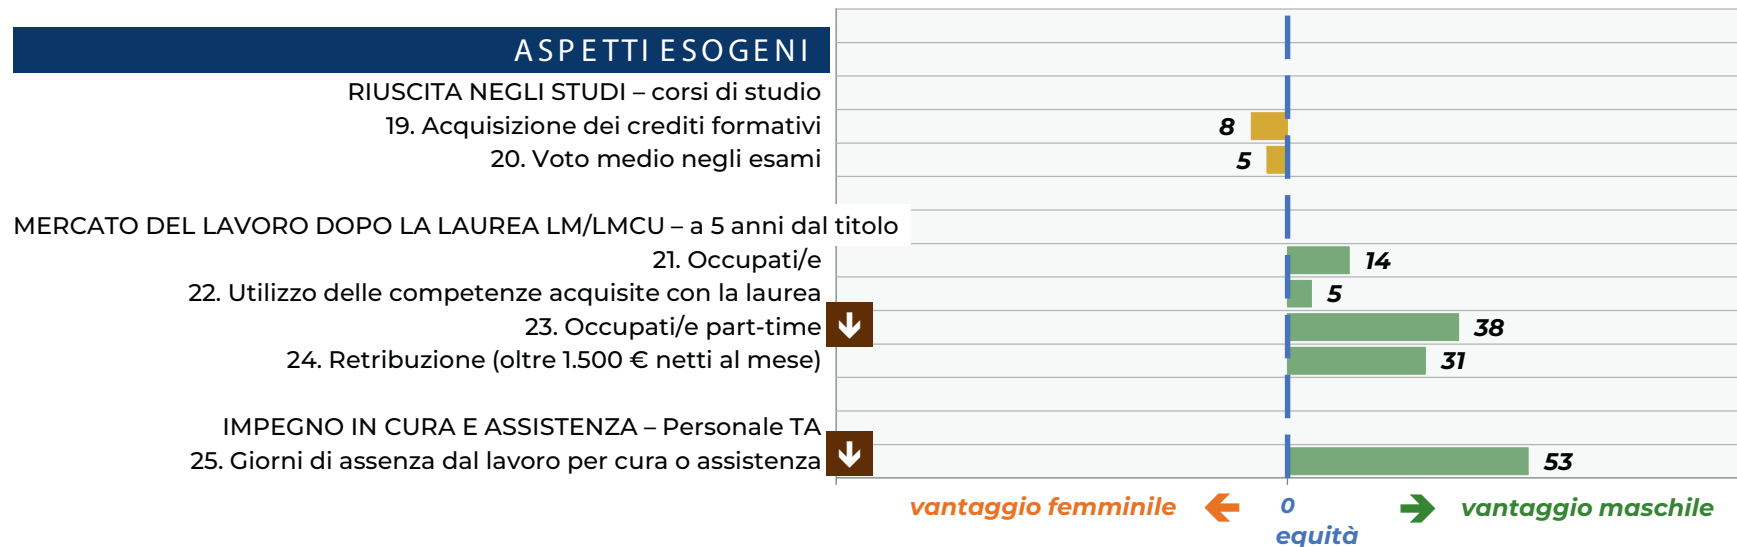 ASPETTI ESOGENI
RIUSCITA NEGLI STUDI – corsi di studio
19. Acquisizione dei crediti formativi
8
20. Voto medio negli esami
5
MERCATO DEL LAVORO DOPO LA LAUREA LM/LMCU – a 5 anni dal titolo
21. Occupati/e
14
22. Utilizzo delle competenze acquisite con la laurea
5
23. Occupati/e part-time
38
24. Retribuzione (oltre 1.500 € netti al mese)
31
IMPEGNO IN CURA E ASSISTENZA – Personale TA
25. Giorni di assenza dal lavoro per cura o assistenza
53
vantaggio femminile
0
equità
vantaggio maschile